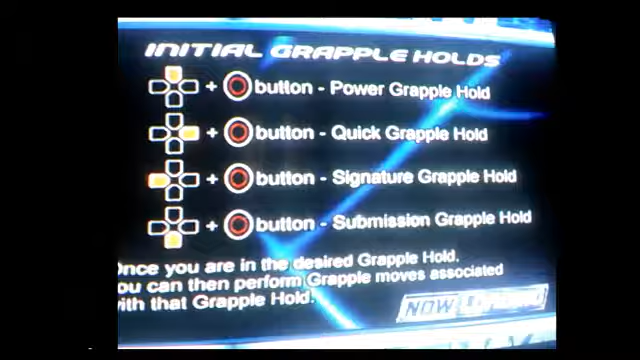 INITIAL GRAPPLE HOLDS
+ button - Power Grapple Hold
+ button - Quick Grapple Hold
+ button - Signature Grapple Hold
+ button - Submission Grapple Hold
Once you are in the desired Grapple Hold.
You can then perform Grapple moves associated
with that Grapple Hold.
NOW LOADING